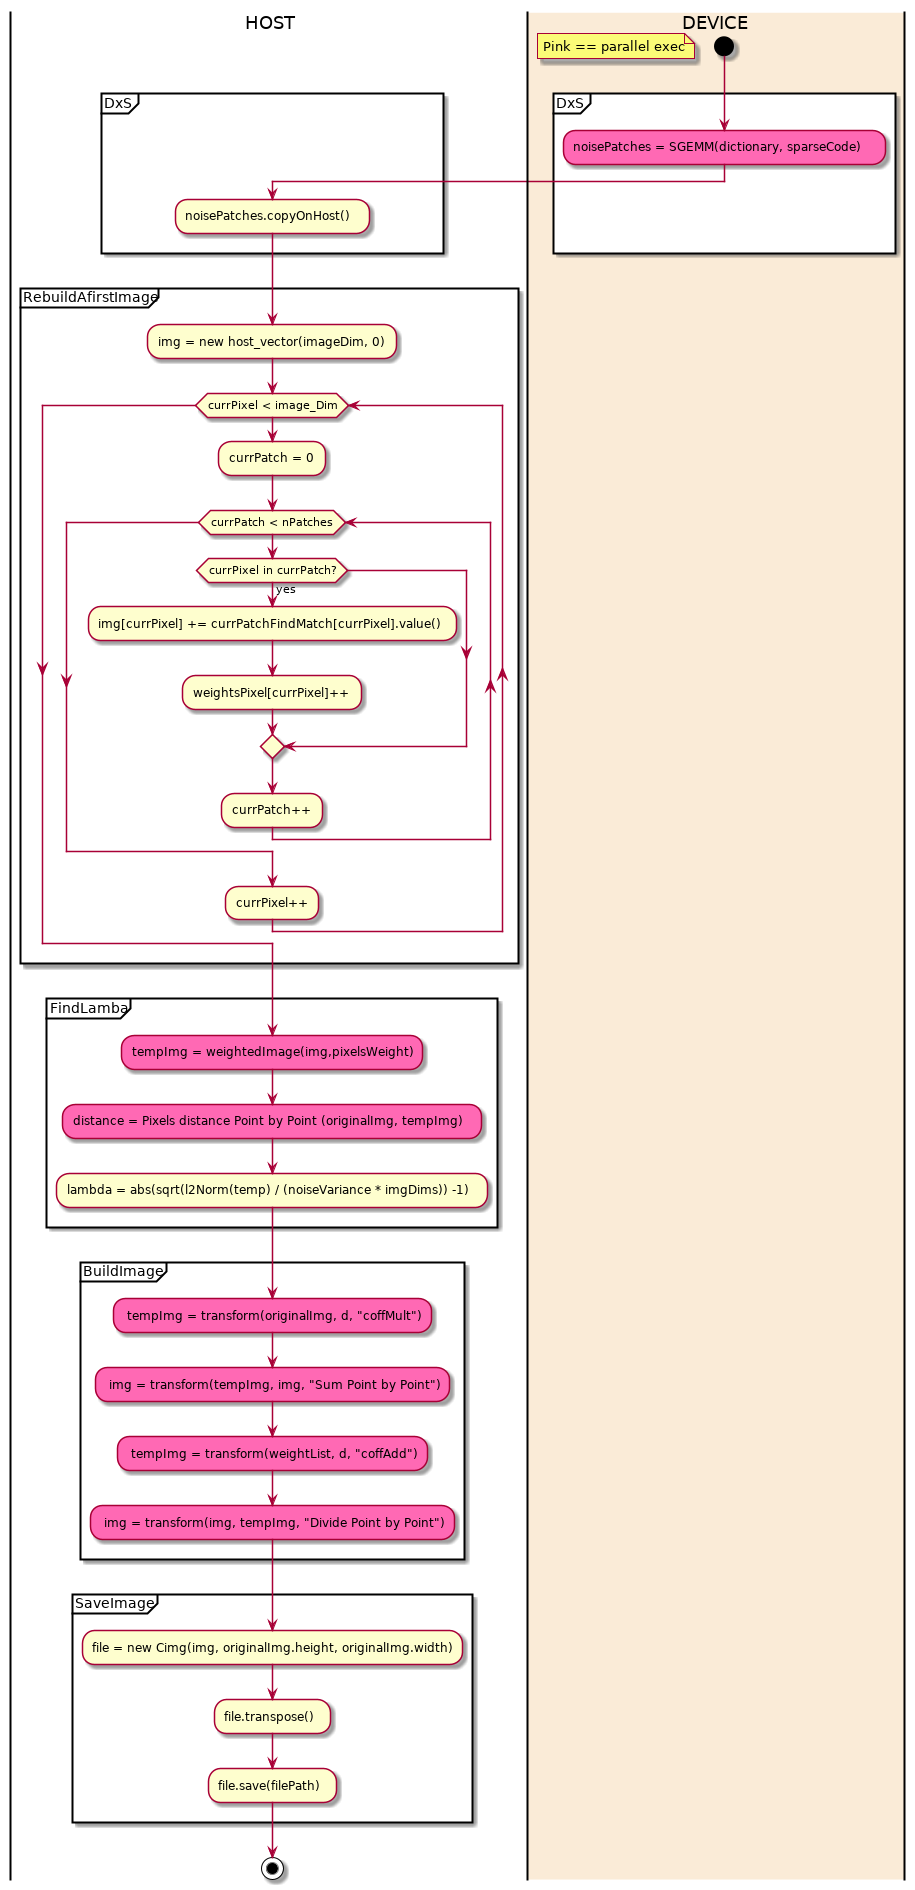 HOST
DEVICE
Pink == parallel exec
DxS
DxS
noisePatches = SGEMM(dictionary, sparseCode)
noisePatches.copyOnHost()
RebuildAfirstImage
img = new host_vector(imageDim, 0)
currPixel < image_Dim
currPatch = 0
currPatch < nPatches
currPixel in currPatch?
yes
img[currPixel] += currPatchFindMatch[currPixel].value()
weightsPixel[currPixel]++
currPatch++
currPixel++
FindLamba
tempImg = weightedImage(img,pixelsWeight)
distance = Pixels distance Point by Point (originalImg, tempImg)
lambda = abs(sqrt(l2Norm(temp) / (noiseVariance * imgDims)) -1)
BuildImage
tempImg = transform(originalImg, d, "coffMult")
img = transform(tempImg, img, "Sum Point by Point")
tempImg = transform(weightList, d, "coffAdd")
img = transform(img, tempImg, "Divide Point by Point")
SaveImage
file = new Cimg(img, originalImg.height, originalImg.width)
file.transpose()
file.save(filePath)